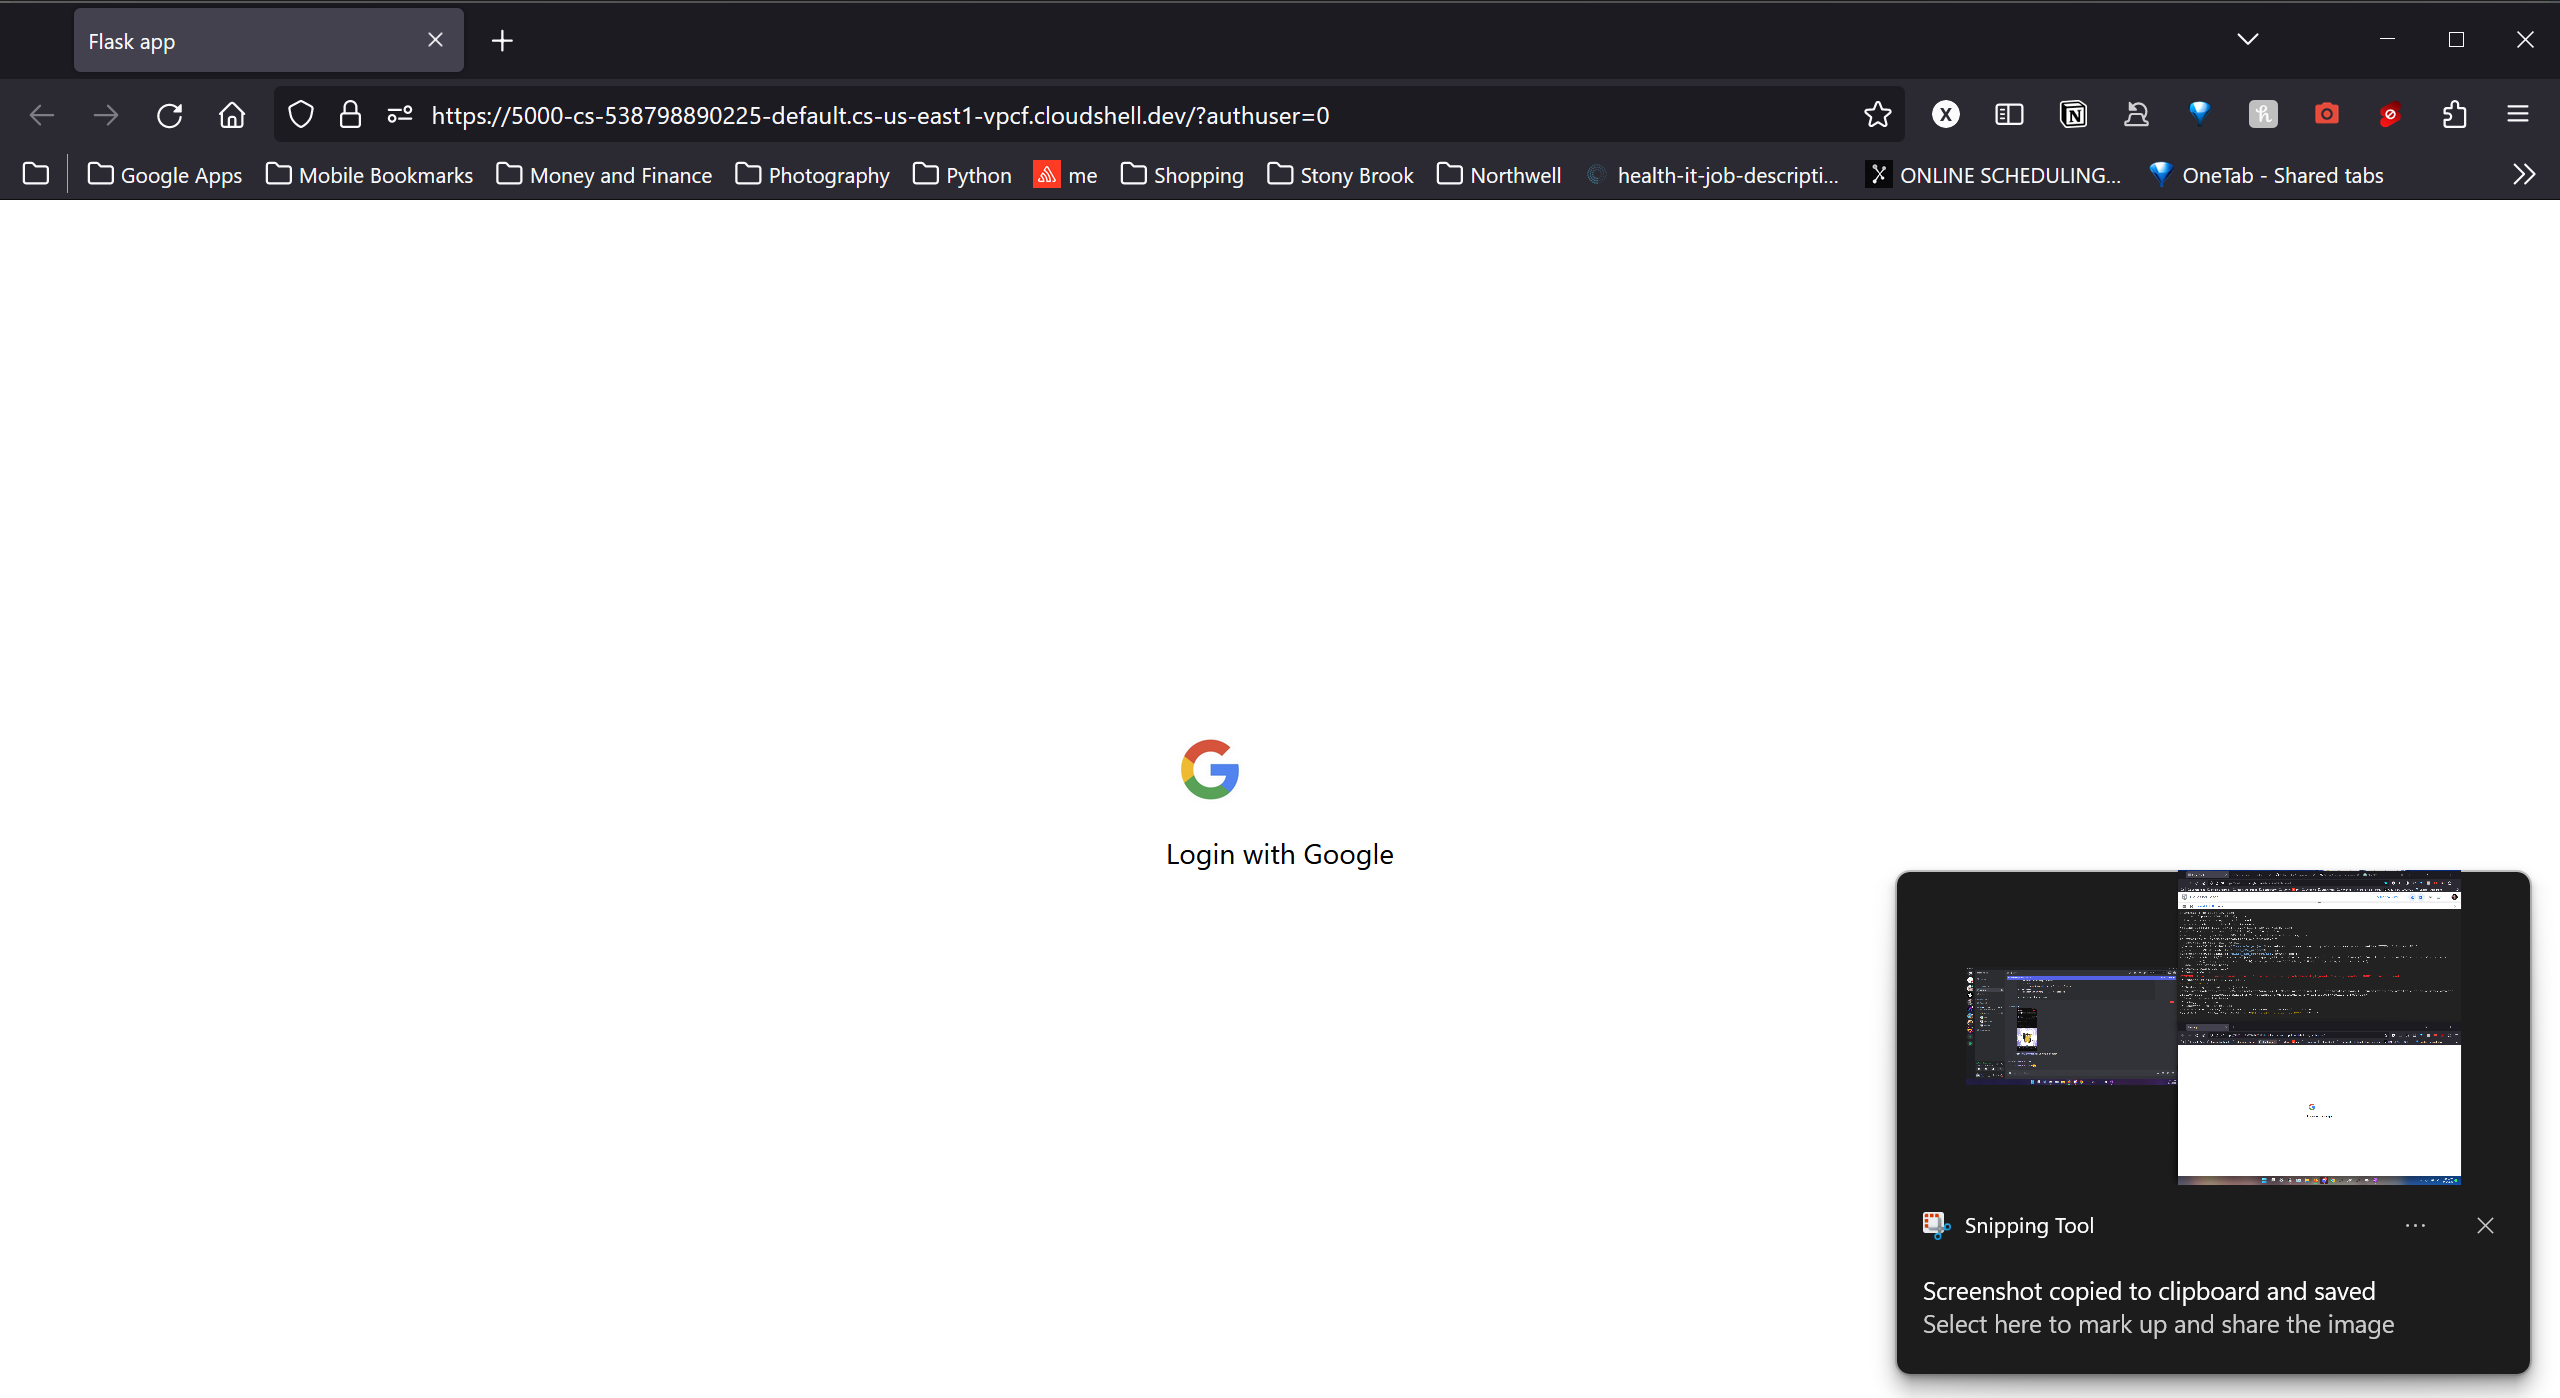 Flask app
https://5000-cs-538798890225-default.cs-us-east1-vpcf.cloudshell.dev/?authuser=0
Google Apps Mobile Bookmarks Money and Finance Photography Python me Shopping Stony Brook Northwell health-it-job-descripti... ONLINE SCHEDULING... OneTab - Shared tabs
Login with Google
Snipping Tool
Screenshot copied to clipboard and saved
Select here to mark up and share the image